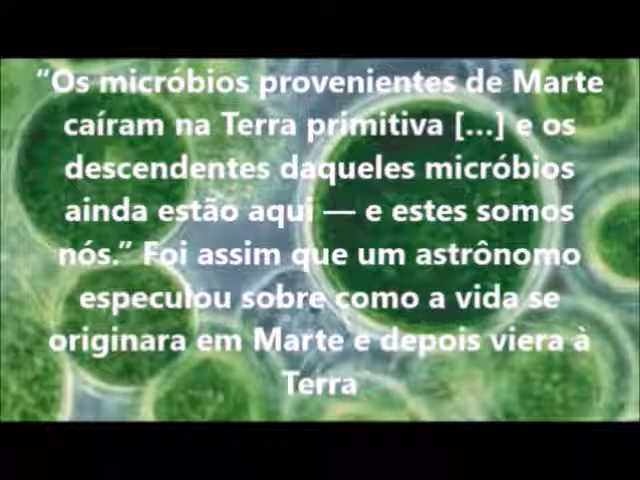 “Os micróbios provenientes de Marte
caíram na Terra primitiva [...] e os
descendentes daqueles micróbios
ainda estão aqui — e estes somos
nós.” Foi assim que um astrônomo
especulou sobre como a vida se
originara em Marte e depois viera à
Terra